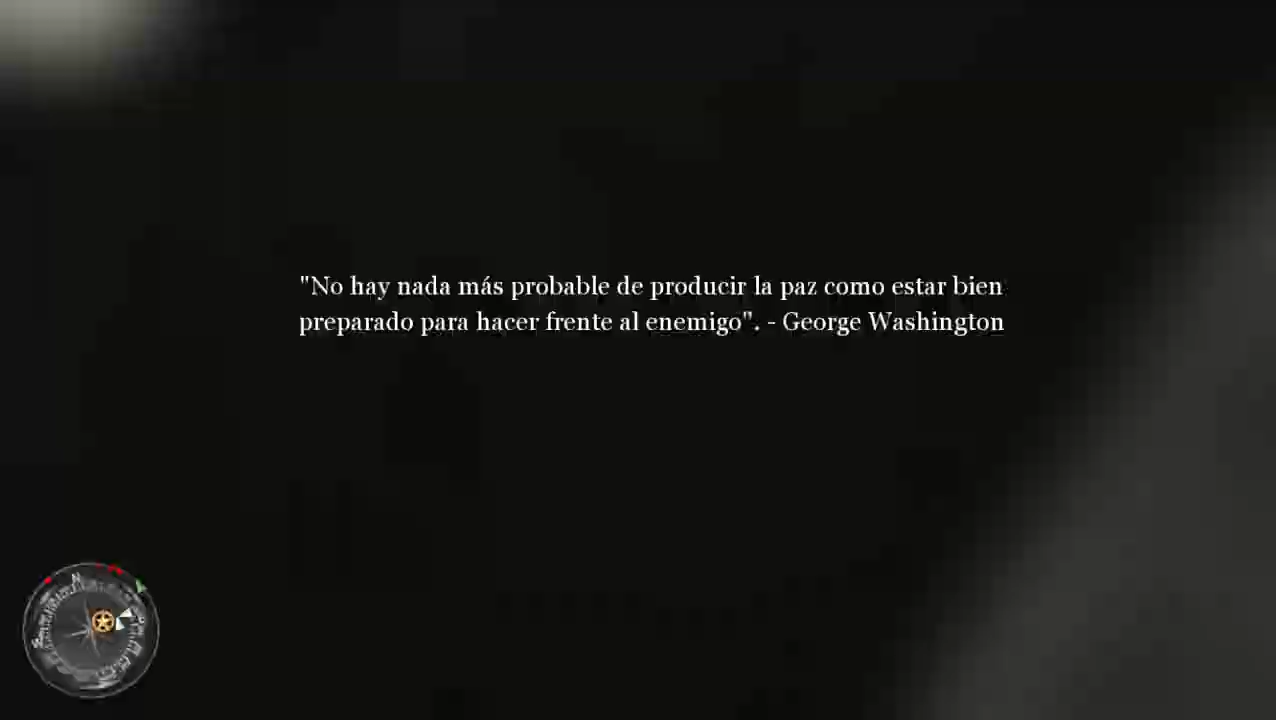 "No hay nada más probable de producir la paz como estar bien
preparado para hacer frente al enemigo". - George Washington
N